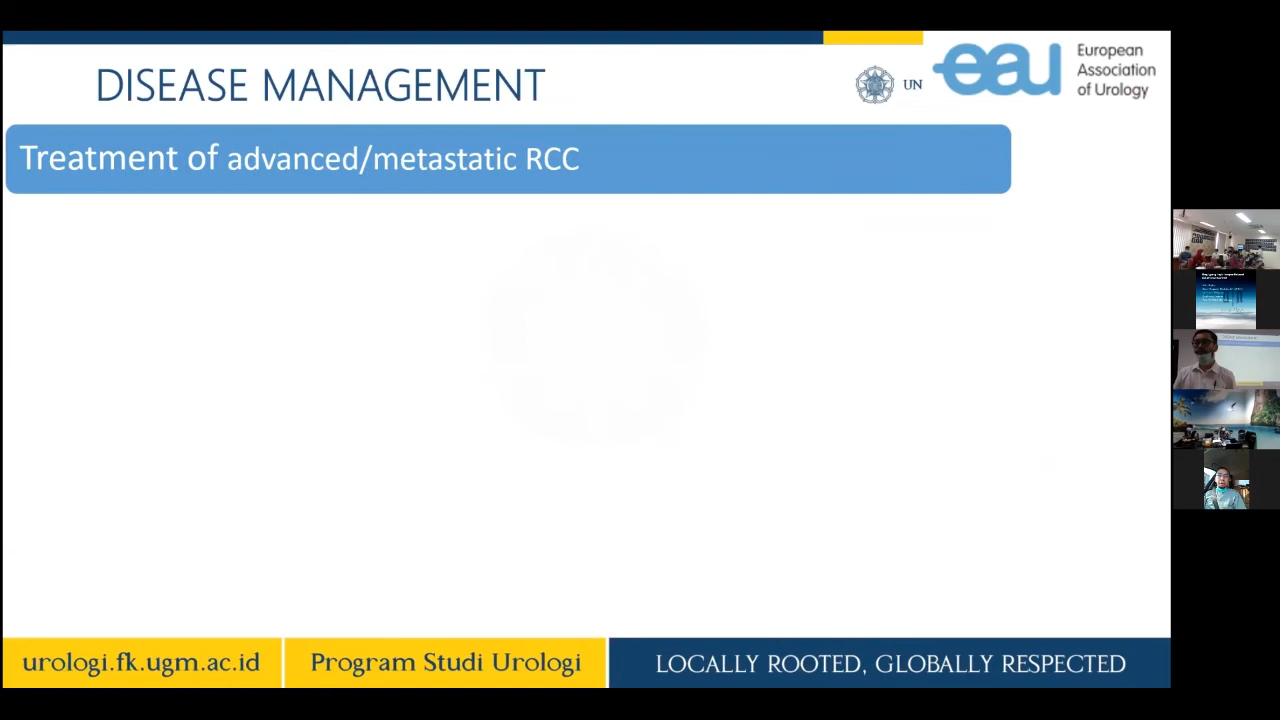 DISEASE MANAGEMENT
UN
European
Association
of Urology
eau
Treatment of advanced/metastatic RCC
urologi.fk.ugm.ac.id
Program Studi Urologi
LOCALLY ROOTED, GLOBALLY RESPECTED